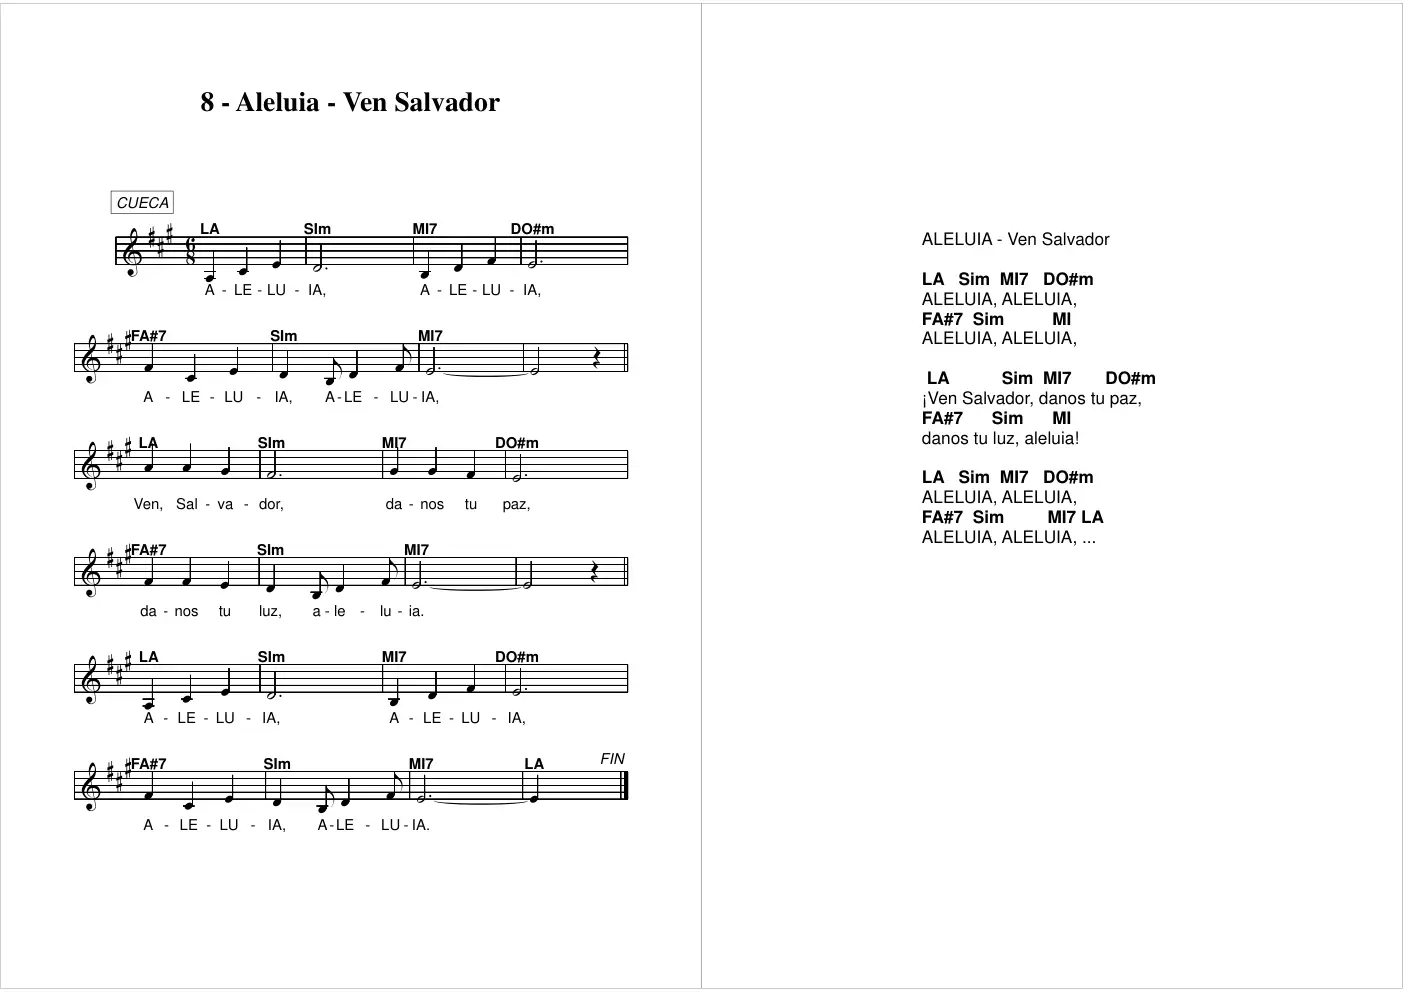 8 - Aleluia - Ven Salvador
CUECA
LA SIm MI7 DO#m
6
8
A - LE - LU - IA, A - LE - LU - IA,
FA#7 SIm MI7
A - LE - LU - IA, A - LE - LU - IA,
LA SIm MI7 DO#m
Ven, Sal - va - dor, da - nos tu paz,
FA#7 SIm MI7
da - nos tu luz, a - le - lu - ia.
LA SIm MI7 DO#m
A - LE - LU - IA, A - LE - LU - IA,
FIN
FA#7 SIm MI7 LA
A - LE - LU - IA, A - LE - LU - IA.
ALELUIA - Ven Salvador
LA Sim MI7 DO#m
ALELUIA, ALELUIA,
FA#7 Sim MI
ALELUIA, ALELUIA,
LA Sim MI7 DO#m
¡Ven Salvador, danos tu paz,
FA#7 Sim MI
danos tu luz, aleluia!
LA Sim MI7 DO#m
ALELUIA, ALELUIA,
FA#7 Sim MI7 LA
ALELUIA, ALELUIA, ...